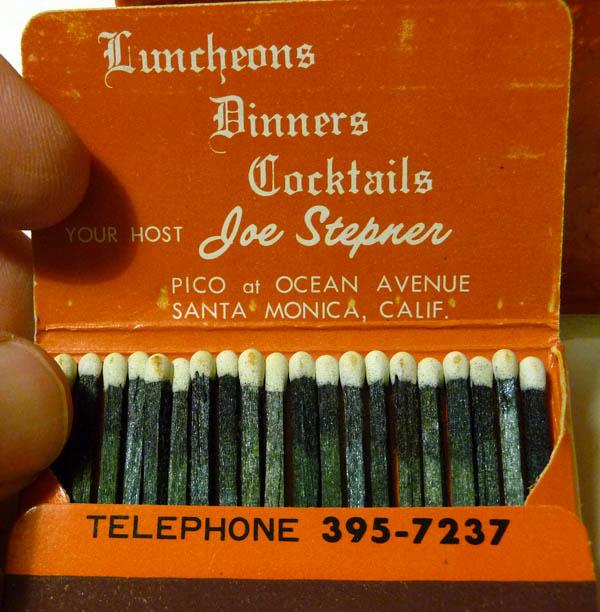 Luncheons
Dinners
Cocktails
YOUR HOST Joe Stepner
PICO at OCEAN AVENUE
SANTA MONICA, CALIF.
TELEPHONE 395-7237